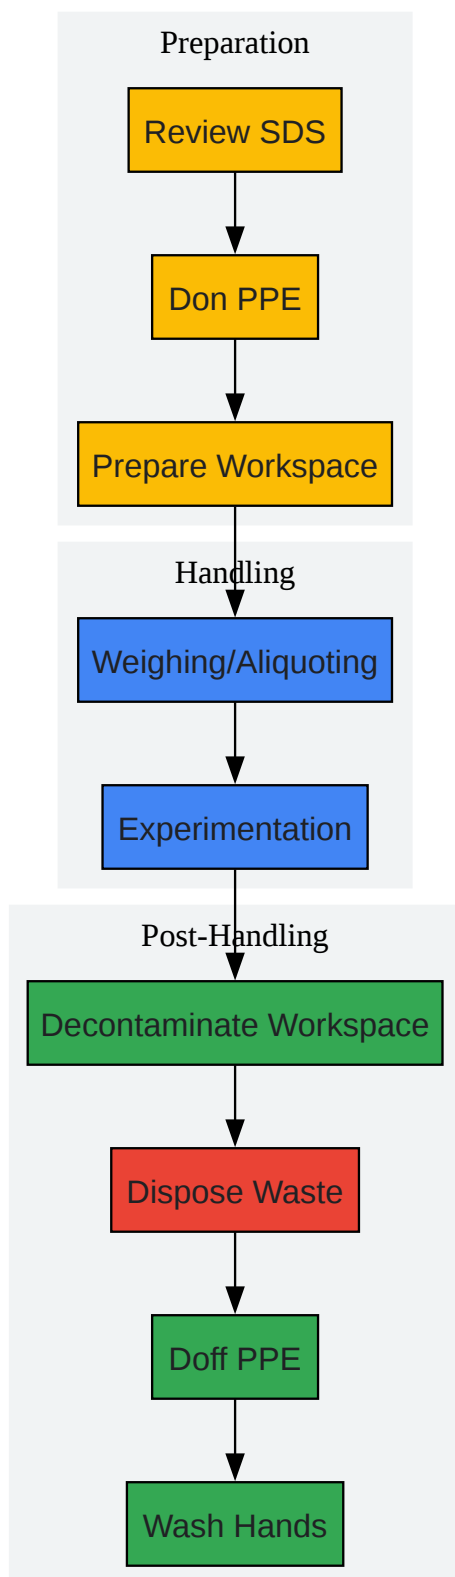 Preparation
Review SDS
Don PPE
Prepare Workspace
Handling
Weighing/Aliquoting
Experimentation
Post-Handling
Decontaminate Workspace
Dispose Waste
Doff PPE
Wash Hands